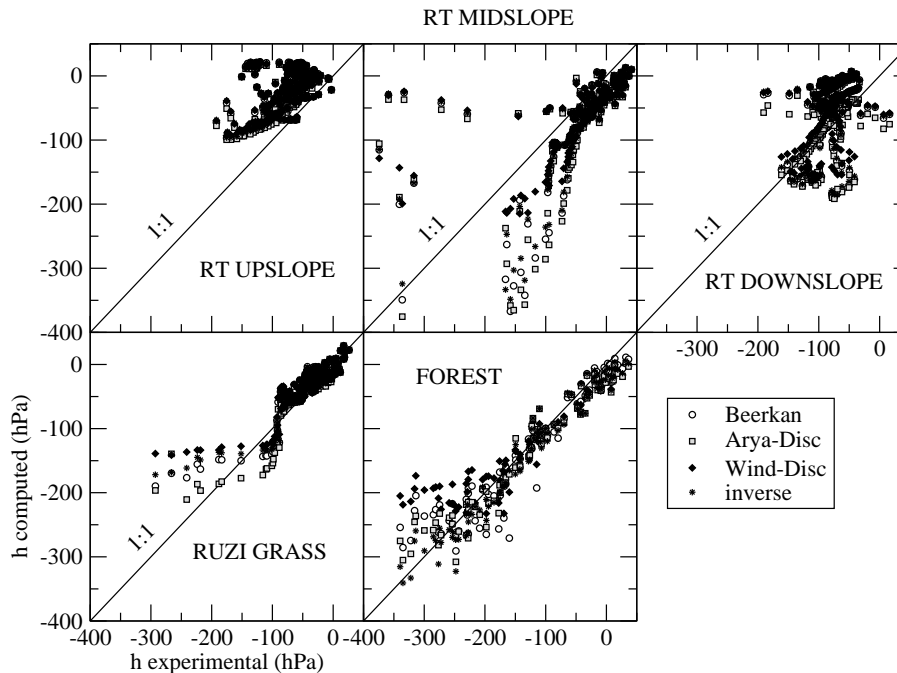 RT MIDSLOPE
0
-100
-200
-300
-400
1:1
RT UPSLOPE
1:1
1:1
RT DOWNSLOPE
-300 -200 -100 0
0
-100
-200
-300
-400
h computed (hPa)
1:1
RUZI GRASS
FOREST
Beerkan
Arya-Disc
Wind-Disc
inverse
-400 -300 -200 -100 0 -400 -300 -200 -100 0
h experimental (hPa)